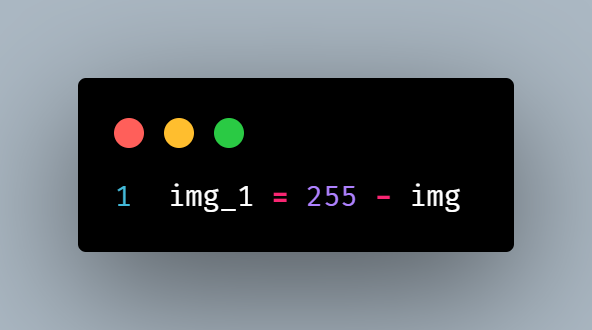 1  img_1 = 255 - img